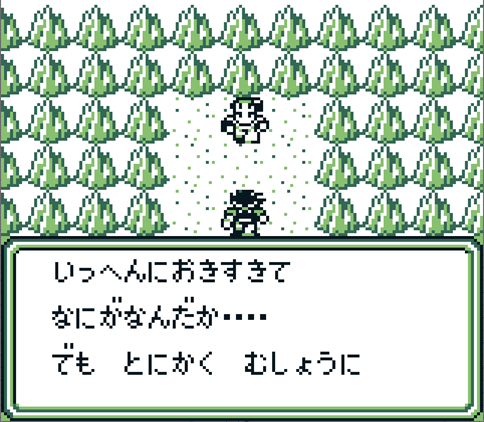 いっへんにおきすきて
なにがなんだか‥‥
でも　とにかく　むしょうに